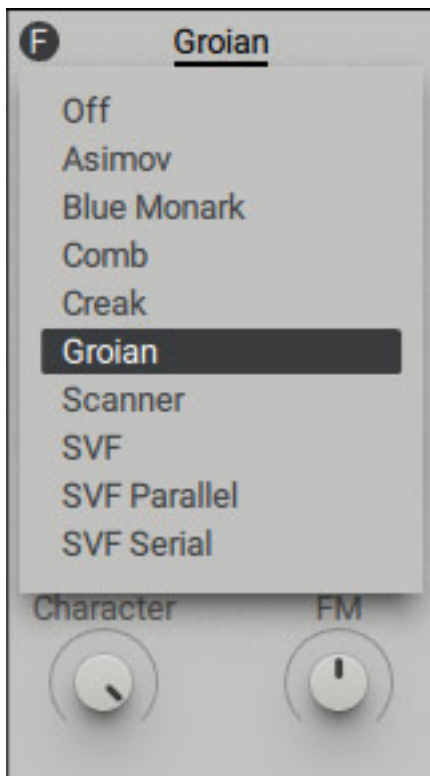 F Groian
Off
Asimov
Blue Monark
Comb
Creak
Groian
Scanner
SVF
SVF Parallel
SVF Serial
Character FM